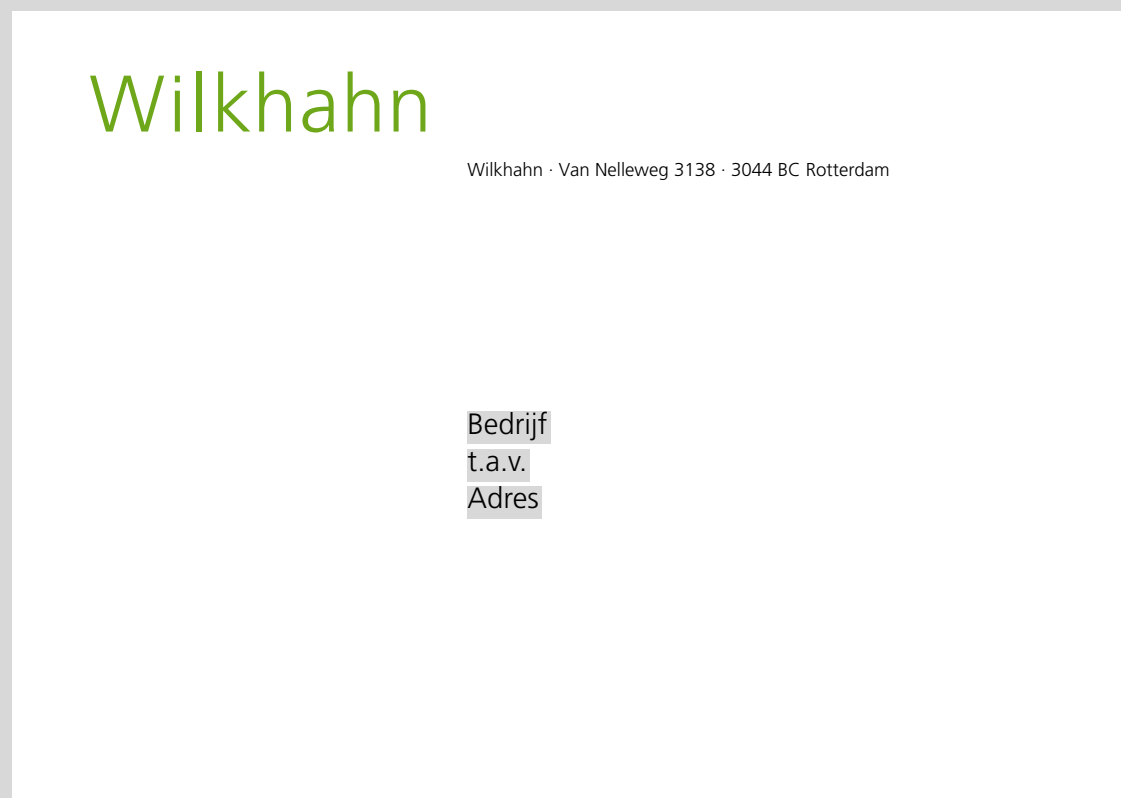 Wilkhahn
Wilkhahn · Van Nelleweg 3138 · 3044 BC Rotterdam
Bedrijf
t.a.v.
Adres